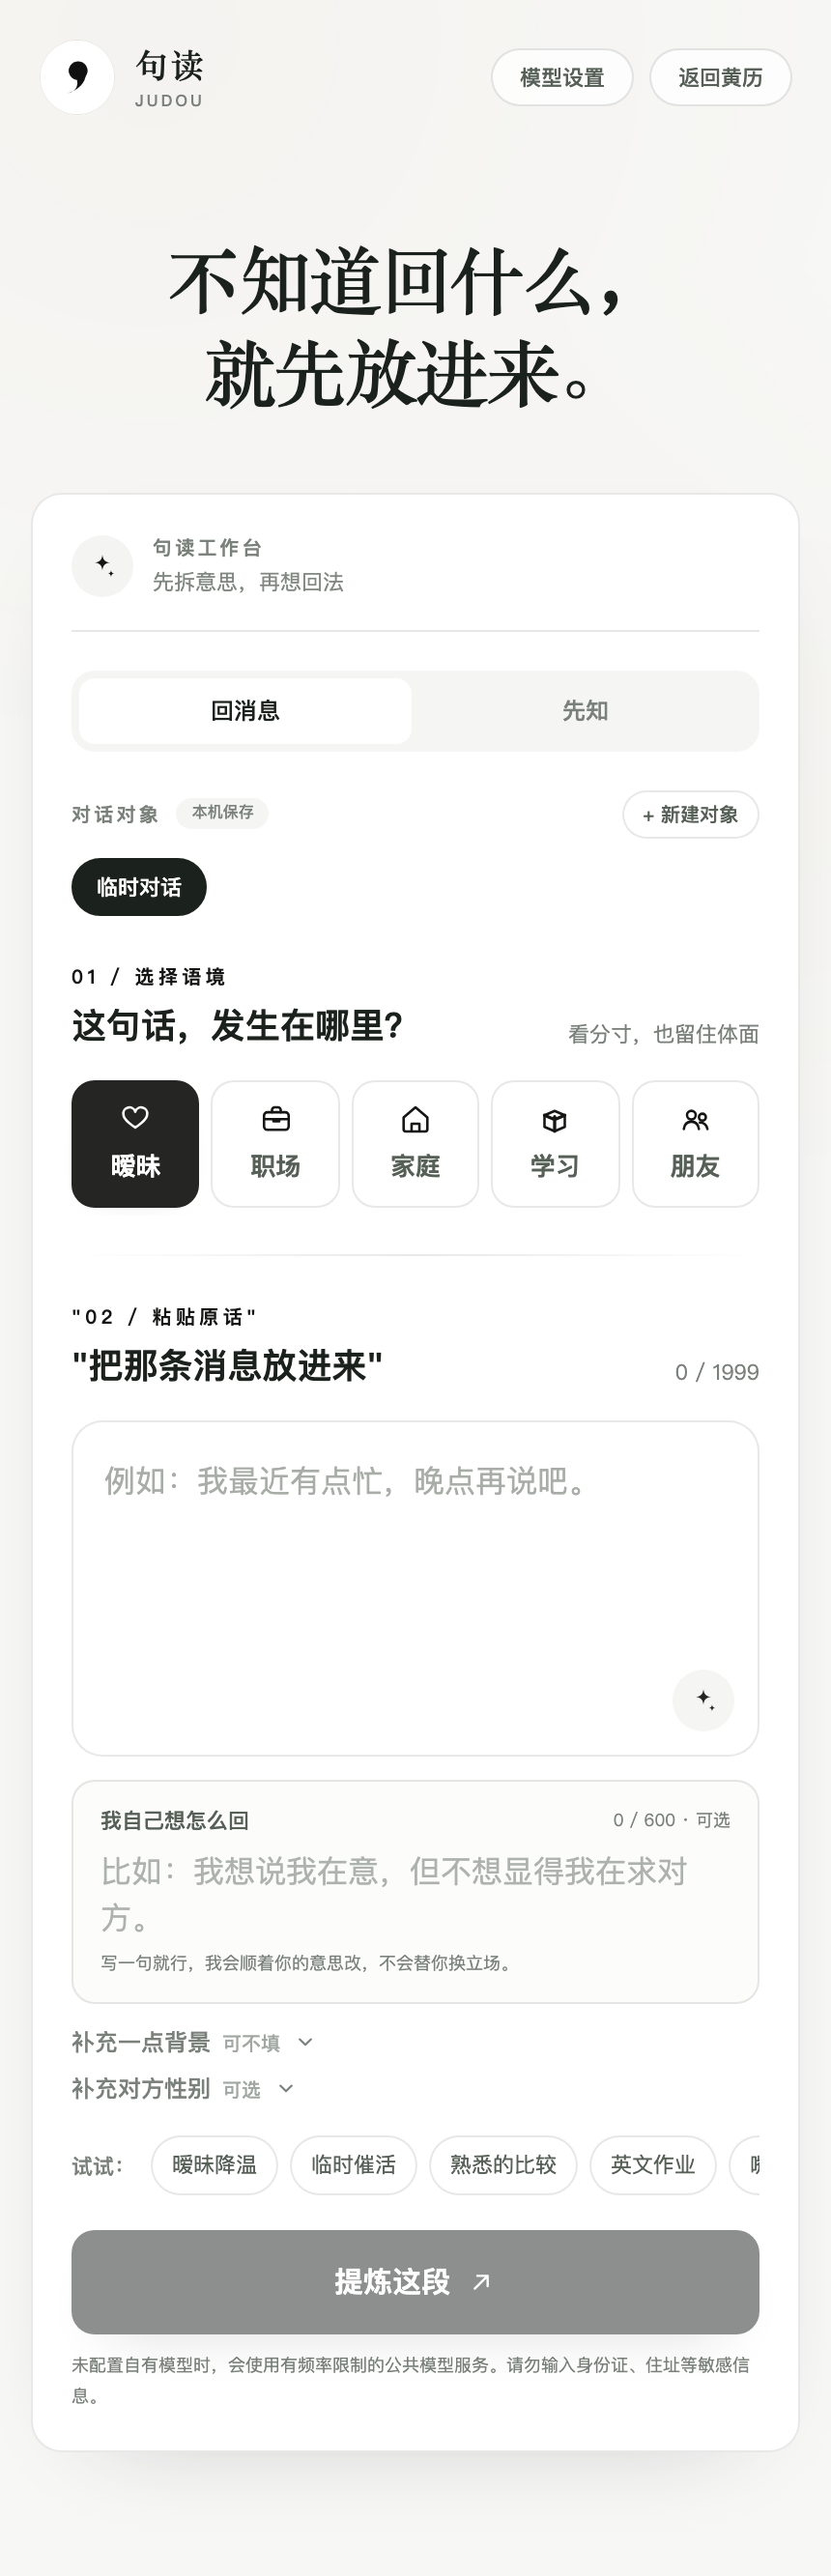 句读
JUDOU
模型设置
返回黄历
不知道回什么，
就先放进来。
句读工作台
先拆意思，再想回法
回消息
先知
对话对象
本机保存
+ 新建对象
临时对话
01 / 选择语境
这句话，发生在哪里?
看分寸，也留住体面
暧昧
职场
家庭
学习
朋友
"02 / 粘贴原话"
"把那条消息放进来"
0 / 1999
例如：我最近有点忙，晚点再说吧。
我自己想怎么回
0 / 600 · 可选
比如：我想说我在意，但不想显得我在求对
方。
写一句就行，我会顺着你的意思改，不会替你换立场。
补充一点背景 可不填
补充对方性别 可选
试试：
暧昧降温
临时催活
熟悉的比较
英文作业
提炼这段
未配置自有模型时，会使用有频率限制的公共模型服务。请勿输入身份证、住址等敏感信
息。